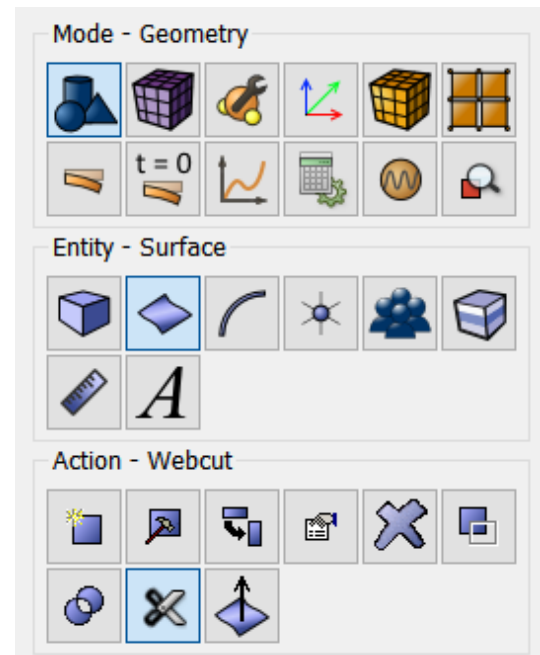 Mode - Geometry
t = 0
Entity - Surface
A
Action - Webcut